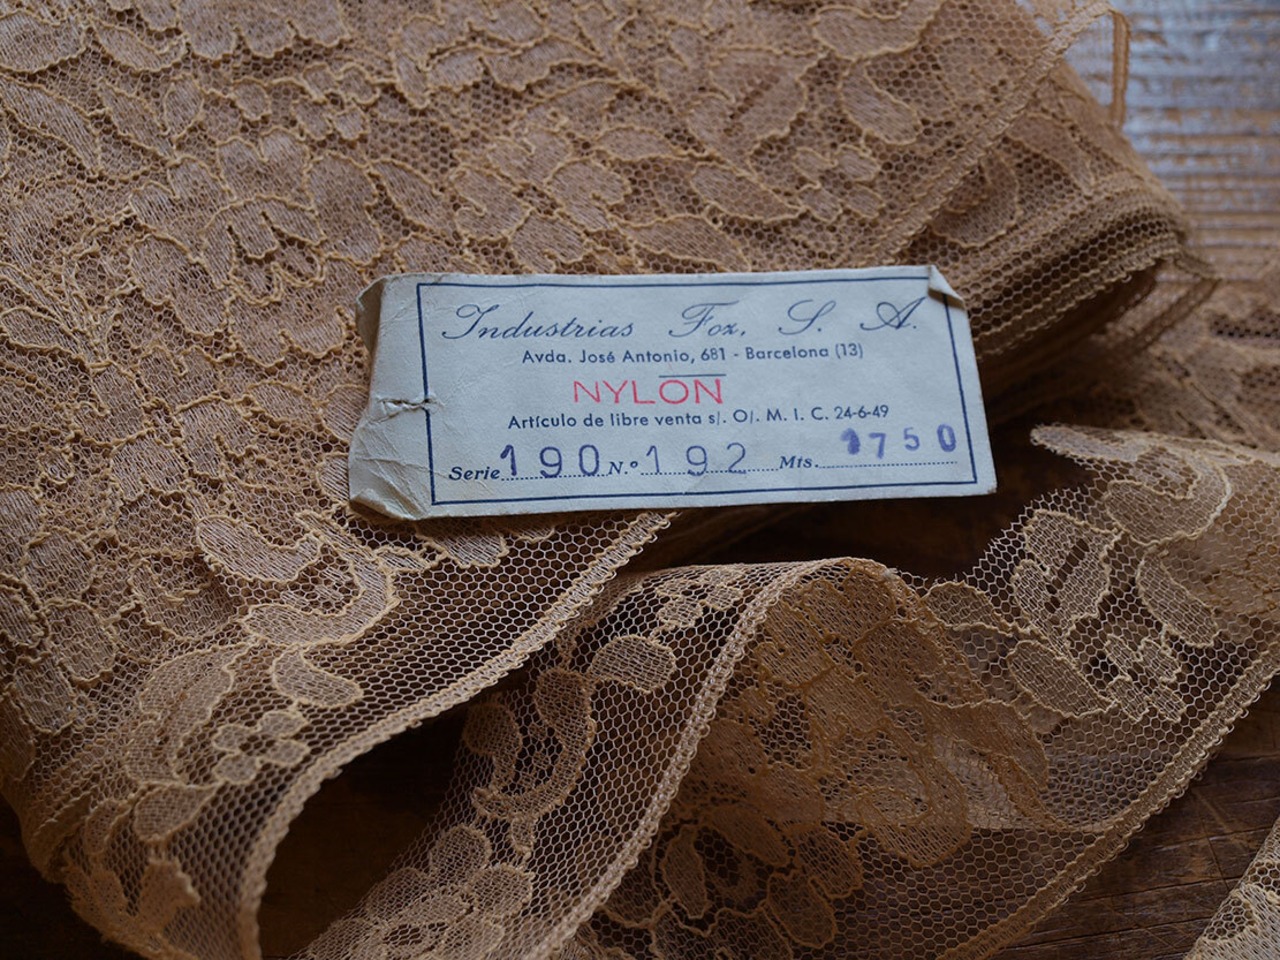 Industrias Foz, S. A.
Avda. José Antonio, 681 - Barcelona (13)
NYLON
Artículo de libre venta s/. O/. M. I. C. 24-6-49
Serie 190 N.º 192 Mts. 1750